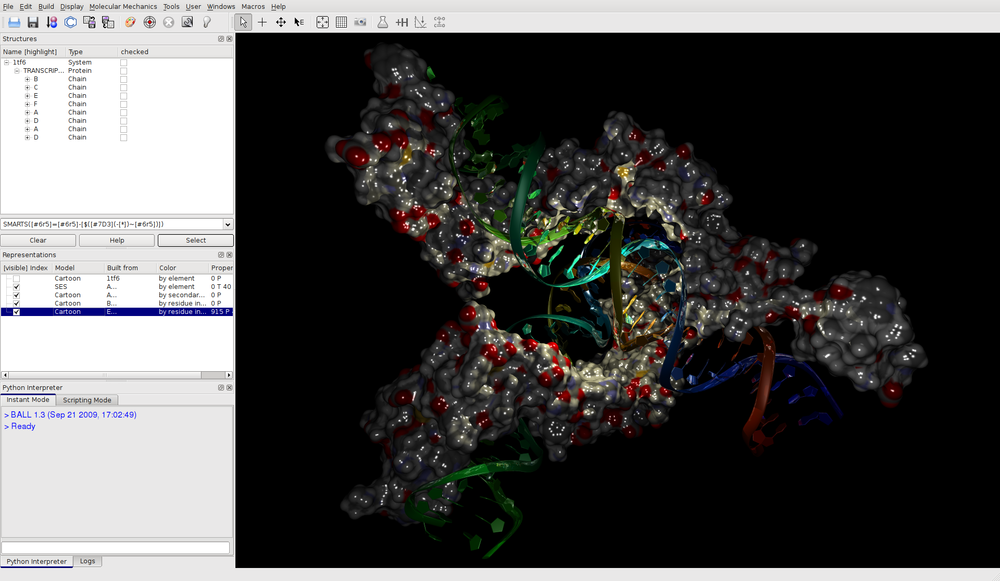 File Edit Build Display Molecular Mechanics Tools User Windows Macros Help
E
+H
Structures
Name [highlight] Type checked
1tf6 System
TRANSCRIP... Protein
B Chain
C Chain
E Chain
F Chain
A Chain
D Chain
A Chain
D Chain
SMARTS([#6r5]=[#6r5]-[$([#7D3](-[*])~[#6r5])])
Clear Help Select
Representations
[visible] Index Model Built from Color Proper
Cartoon 1tf6 by element 0 P
SES A... by element 0 T 40
Cartoon A... by secondar... 0 P
Cartoon B... by residue in... 0 P
Cartoon E... by residue in... 915 P
Python Interpreter
Instant Mode Scripting Mode
> BALL 1.3 (Sep 21 2009, 17:02:49)
> Ready
Python Interpreter Logs